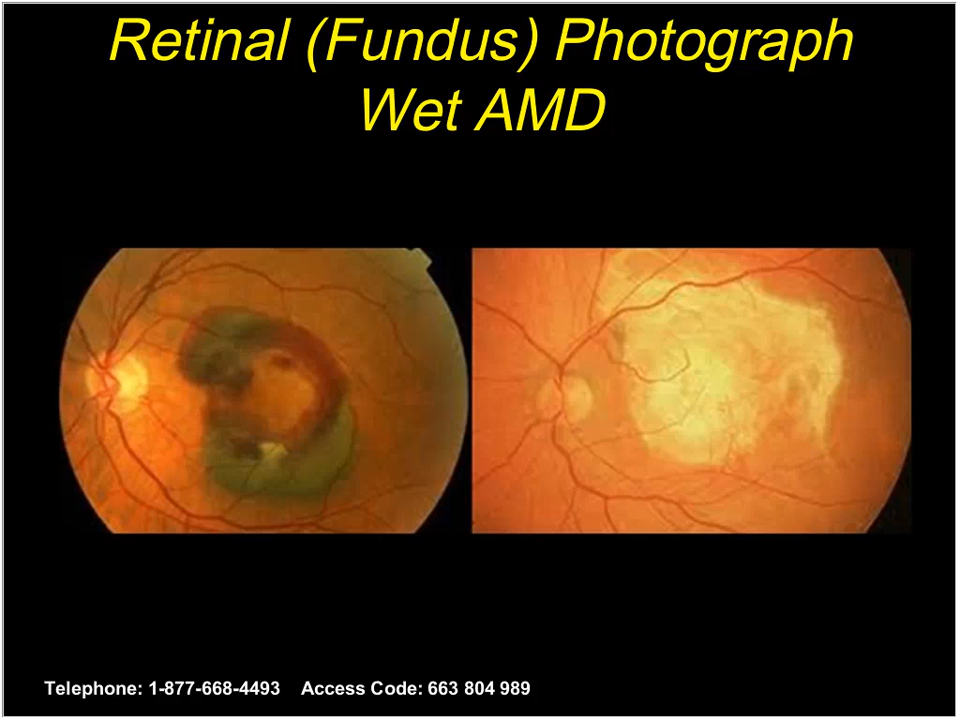 Retinal (Fundus) Photograph
Wet AMD
Telephone: 1-877-668-4493    Access Code: 663 804 989